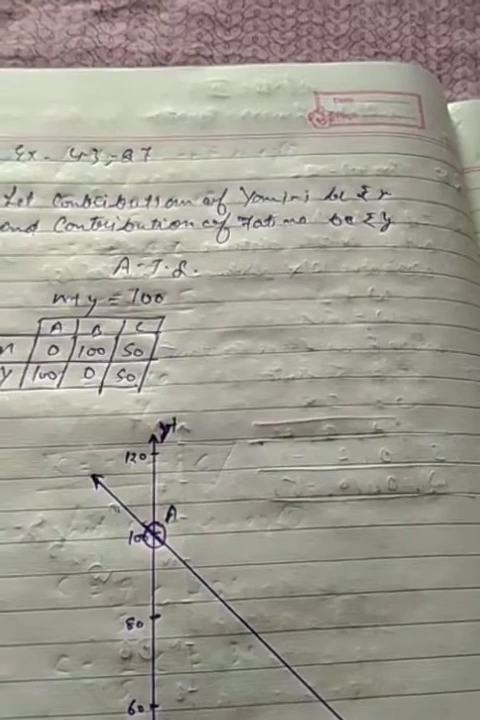 Ex - 4.3, Q7
Let Contribution of Yamini be ₹x
and Contribution of Fatima be ₹y
A.T.Q.
x+y = 100
A B C
x 0 100 50
y 100 0 50
y
120
A
100
80
60